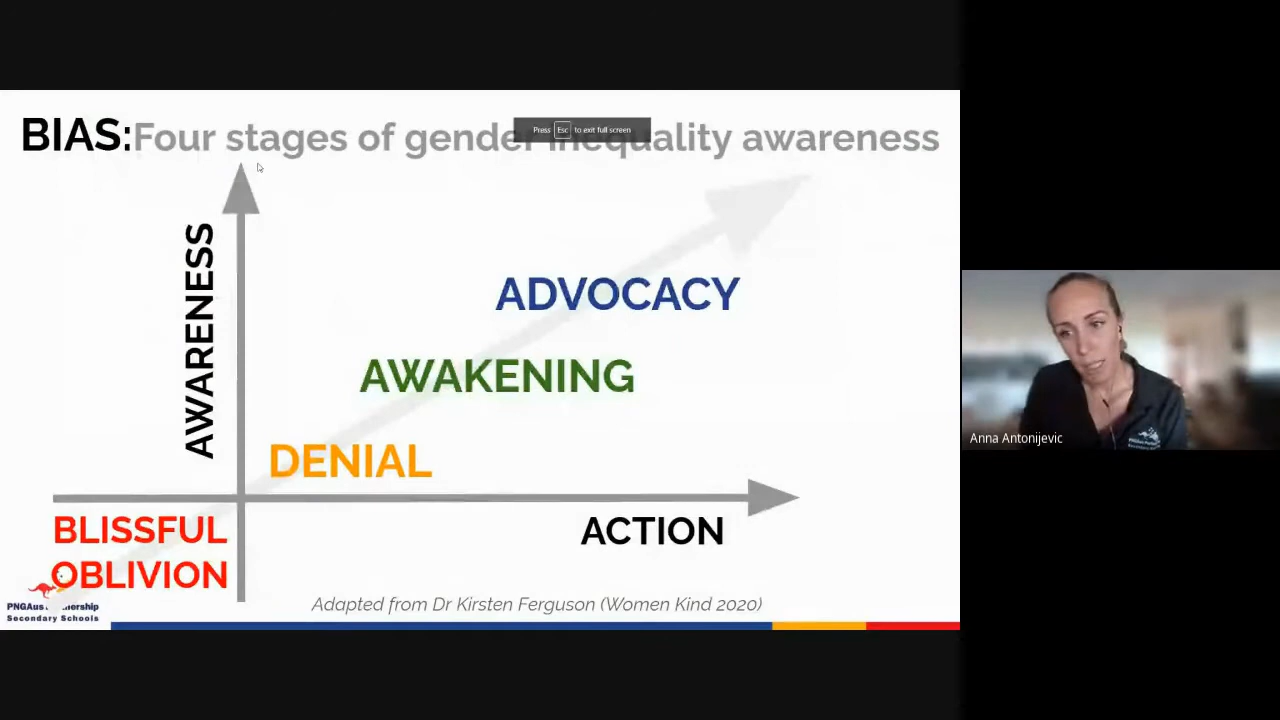 BIAS:Four stages of gender inequality awareness
Press Esc to exit full screen
AWARENESS
ADVOCACY
AWAKENING
DENIAL
BLISSFUL
OBLIVION
ACTION
Adapted from Dr Kirsten Ferguson (Women Kind 2020)
Secondary Schools
Anna Antonijevic